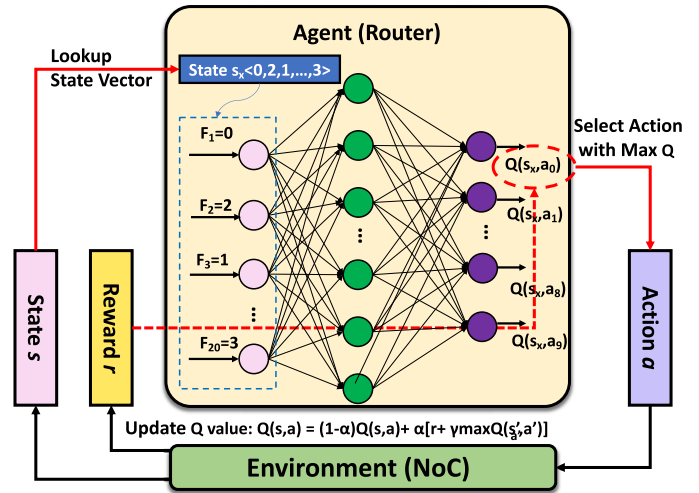 Agent (Router)
Lookup
State Vector
State sₓ<0,2,1,...,3>
F₁=0
F₂=2
F₃=1
...
F₂₀=3
...
Q(sₓ,a₀)
Q(sₓ,a₁)
...
Q(sₓ,a₈)
Q(sₓ,a₉)
Select Action
with Max Q
State s
Reward r
Action a
Update Q value: Q(s,a) = (1-α)Q(s,a)+ α[r+ γmaxQ(s′,a’)]
a’
Environment (NoC)